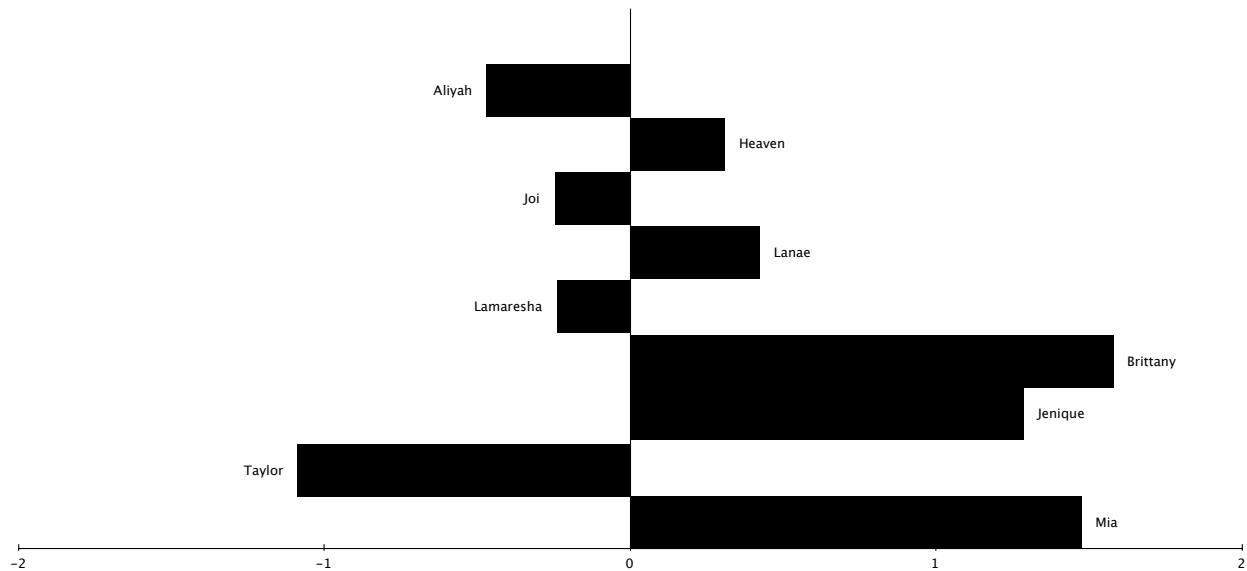 Aliyah
Heaven
Joi
Lanae
Lamaresha
Brittany
Jenique
Taylor
Mia
-2 -1 0 1 2